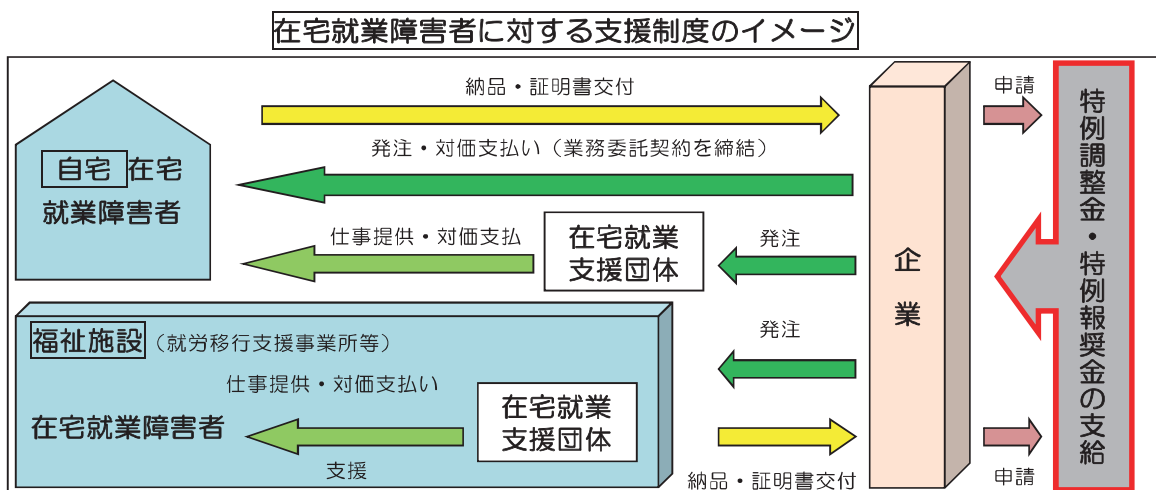 在宅就業障害者に対する支援制度のイメージ
納品・証明書交付
申請
発注・対価支払い(業務委託契約を締結)
自宅 在宅
就業障害者
仕事提供・対価支払
在宅就業
支援団体
発注
企
業
特例調整金・特例報奨金の支給
福祉施設(就労移行支援事業所等)
発注
仕事提供・対価支払い
在宅就業
支援団体
在宅就業障害者
支援
納品・証明書交付
申請